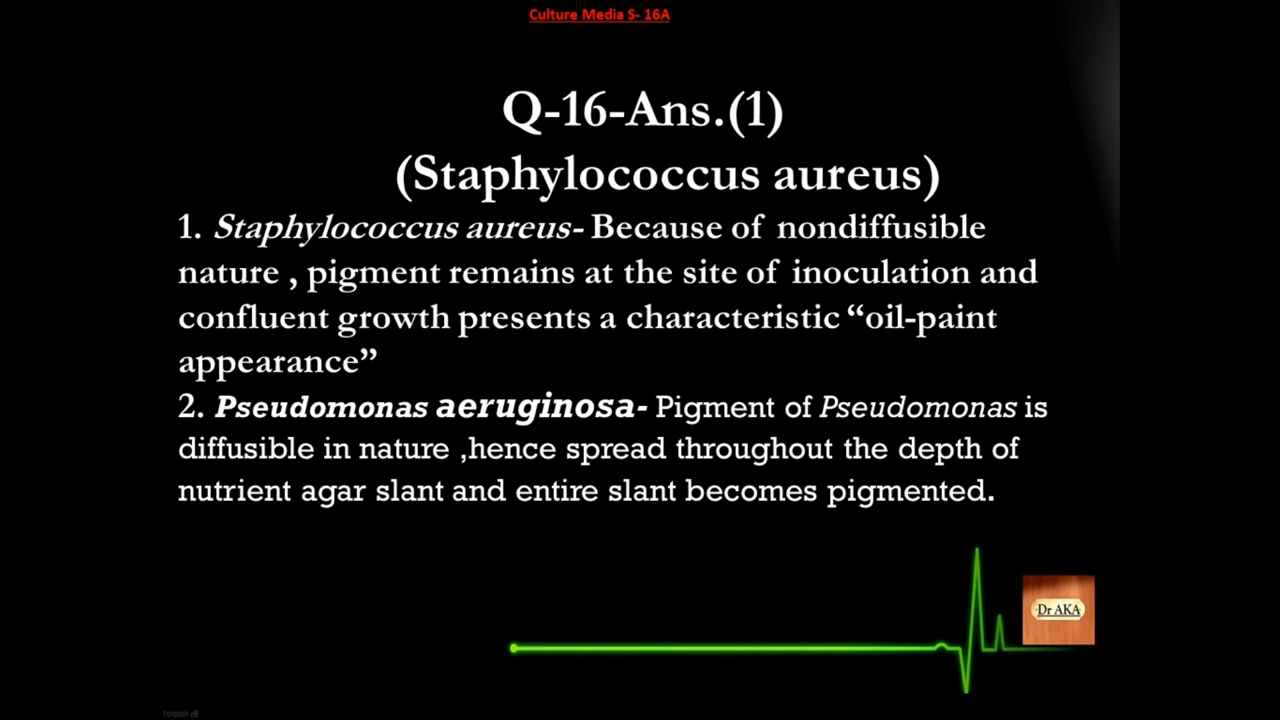 Culture Media S- 16A
Q-16-Ans.(1)
(Staphylococcus aureus)
1. Staphylococcus aureus- Because of nondiffusible
nature , pigment remains at the site of inoculation and
confluent growth presents a characteristic “oil-paint
appearance”
2. Pseudomonas aeruginosa- Pigment of Pseudomonas is
diffusible in nature ,hence spread throughout the depth of
nutrient agar slant and entire slant becomes pigmented.
Dr AKA